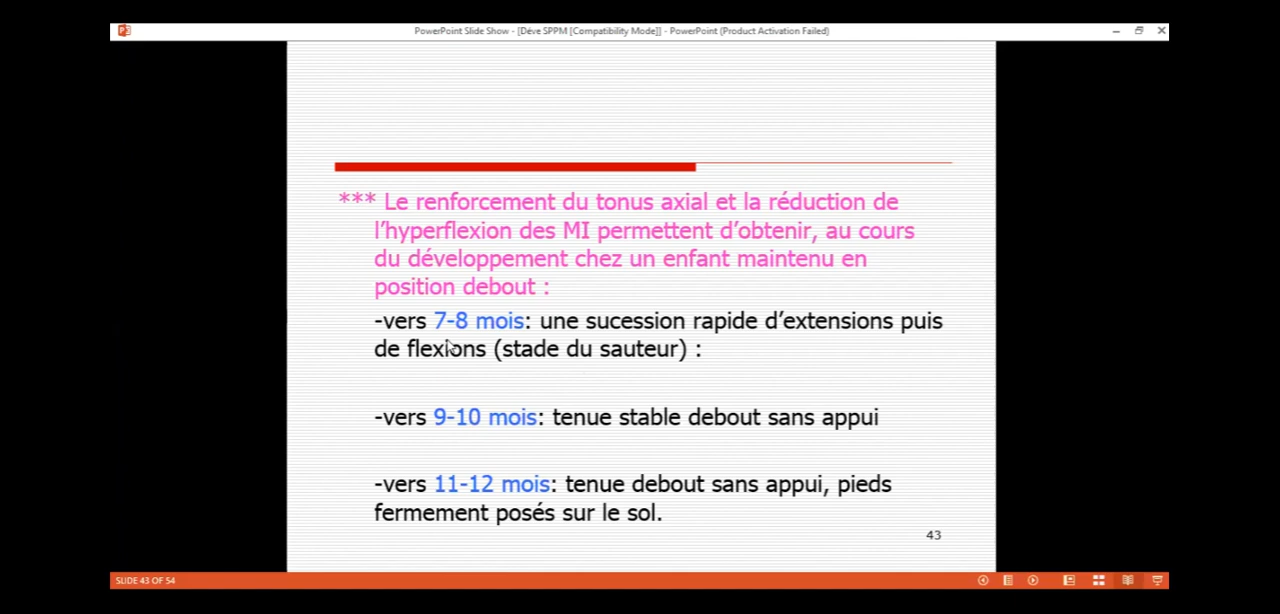 PowerPoint Slide Show - [Déve SPPM [Compatibility Mode]] - PowerPoint (Product Activation Failed)
*** Le renforcement du tonus axial et la réduction de
l’hyperflexion des MI permettent d’obtenir, au cours
du développement chez un enfant maintenu en
position debout :
-vers 7-8 mois: une sucession rapide d’extensions puis
de flexions (stade du sauteur) :
-vers 9-10 mois: tenue stable debout sans appui
-vers 11-12 mois: tenue debout sans appui, pieds
fermement posés sur le sol.
43
SLIDE 43 OF 54